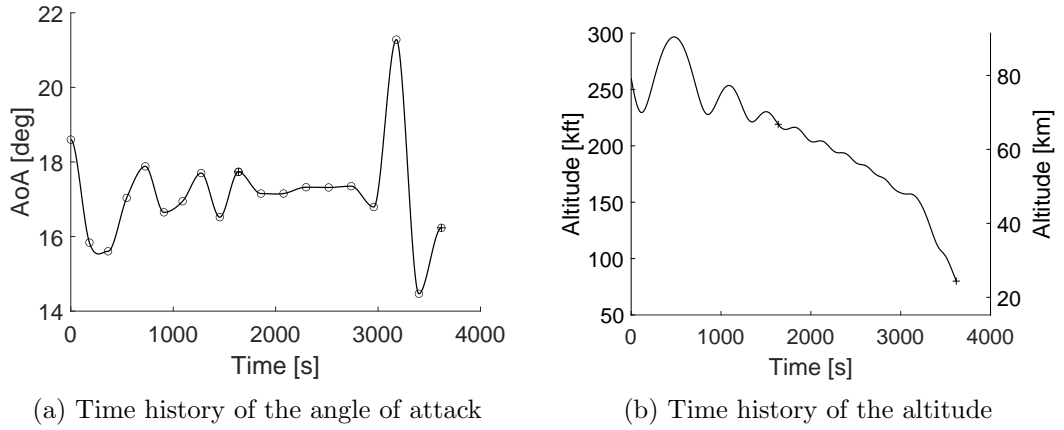 22
20
18
16
14
AoA [deg]
0 1000 2000 3000 4000
Time [s]
(a) Time history of the angle of attack
300
250
200
150
100
50
Altitude [kft]
80
60
40
20
Altitude [km]
0 1000 2000 3000 4000
Time [s]
(b) Time history of the altitude